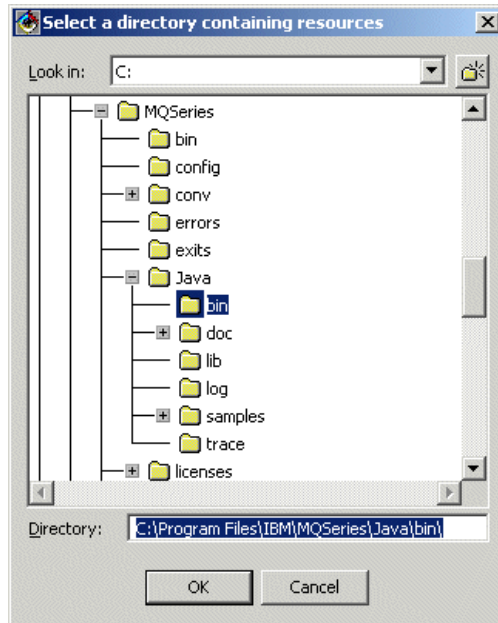 Select a directory containing resources
Look in: C:
MQSeries
bin
config
conv
errors
exits
Java
bin
doc
lib
log
samples
trace
licenses
Directory: C:\Program Files\IBM\MQSeries\Java\bin\
OK Cancel